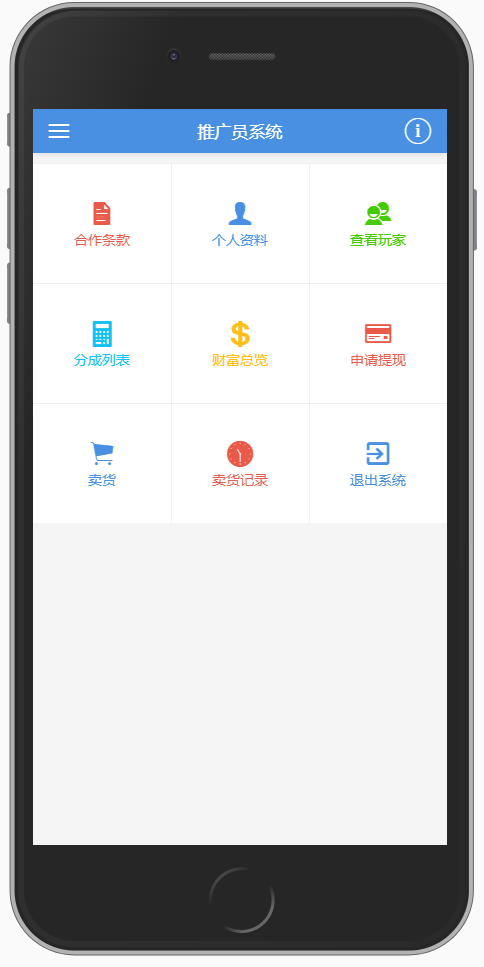 推广员系统
合作条款
个人资料
查看玩家
分成列表
财富总览
申请提现
卖货
卖货记录
退出系统